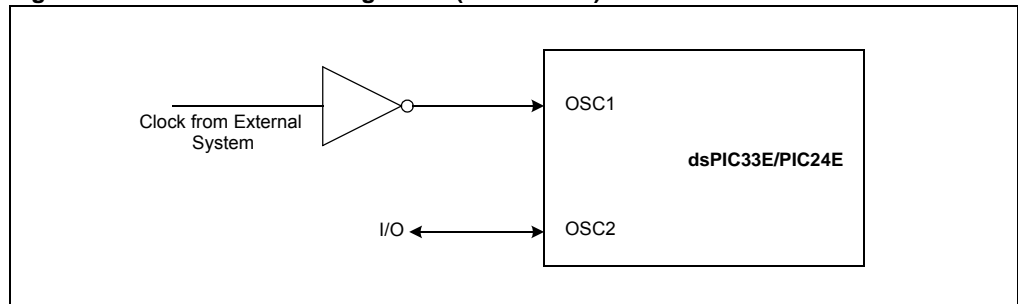 OSC1
Clock from External
System
dsPIC33E/PIC24E
I/O
OSC2